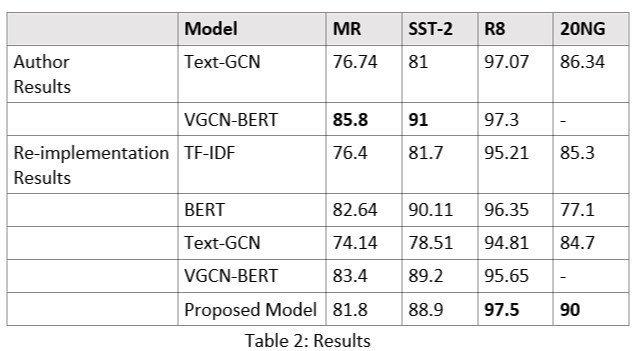 Model MR SST-2 R8 20NG
Author Text-GCN 76.74 81 97.07 86.34
Results
VGCN-BERT 85.8 91 97.3 -
Re-implementation TF-IDF 76.4 81.7 95.21 85.3
Results
BERT 82.64 90.11 96.35 77.1
Text-GCN 74.14 78.51 94.81 84.7
VGCN-BERT 83.4 89.2 95.65 -
Proposed Model 81.8 88.9 97.5 90
Table 2: Results